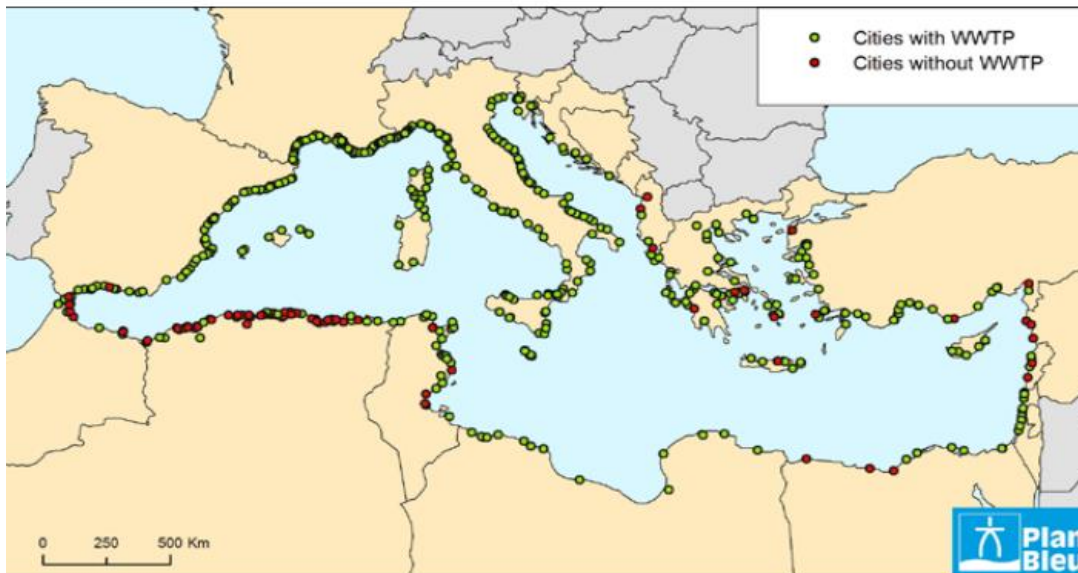 Cities with WWTP
Cities without WWTP
0 250 500 Km
Plan
Bleu